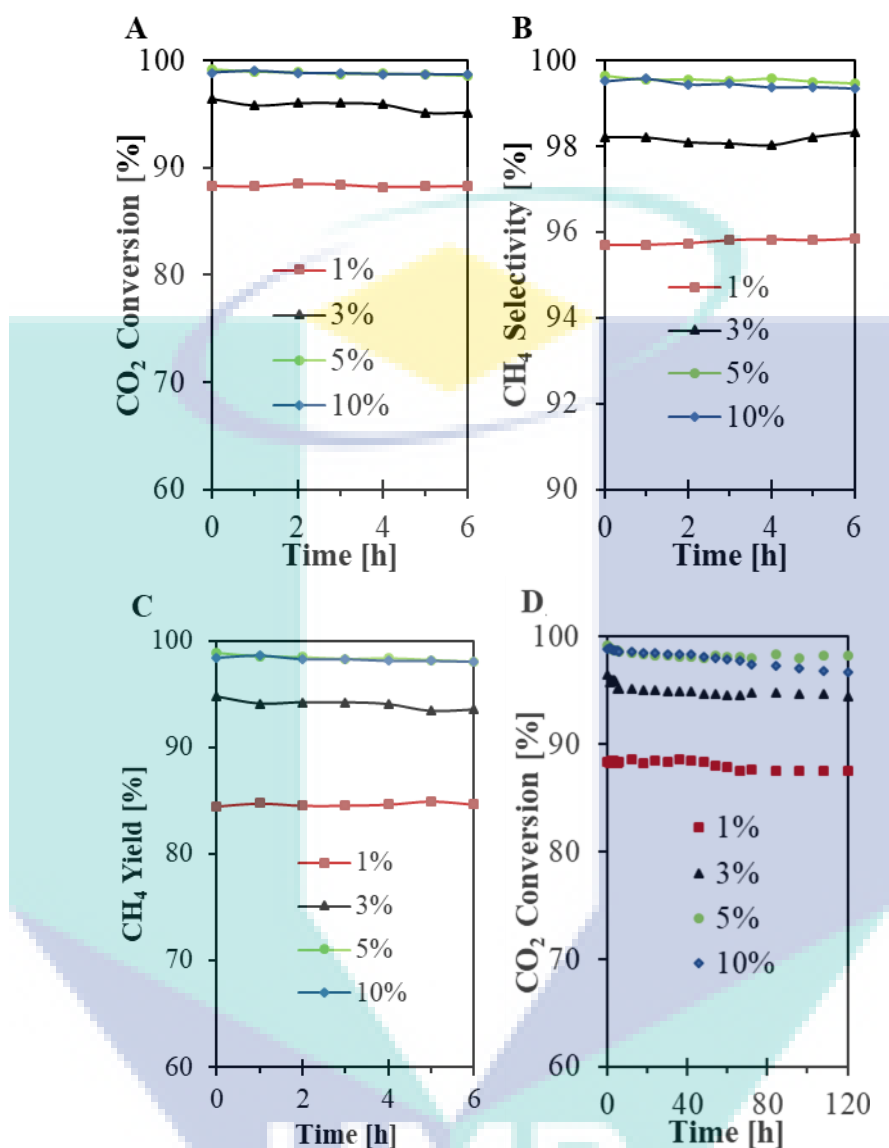 A
CO₂ Conversion [%]
100
90
80
70
60
1%
3%
5%
10%
0 2 4 6
Time [h]
B
CH₄ Selectivity [%]
100
98
96
94
92
90
1%
3%
5%
10%
0 2 4 6
Time [h]
C
CH₄ Yield [%]
100
90
80
70
60
1%
3%
5%
10%
0 2 4 6
Time [h]
D
CO₂ Conversion [%]
100
90
80
70
60
1%
3%
5%
10%
0 40 80 120
Time [h]